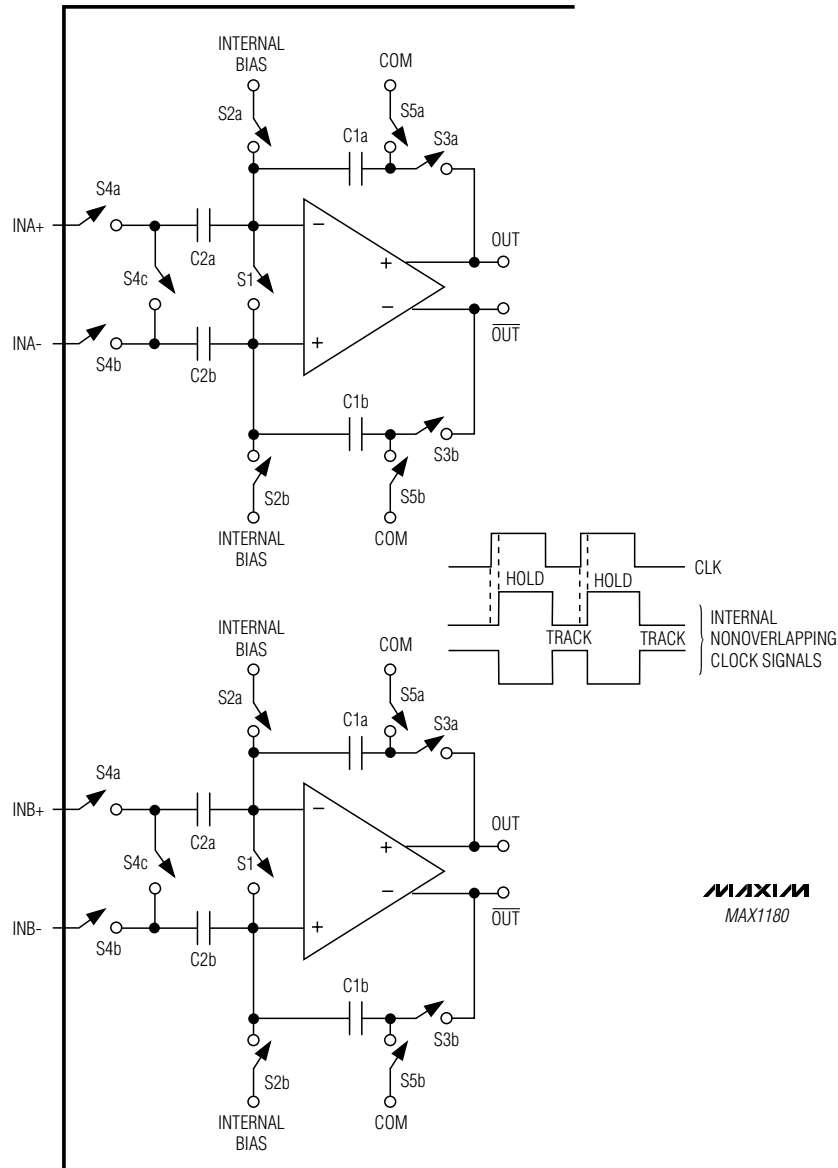 INTERNAL
BIAS
COM
S2a
S5a
C1a
S3a
S4a
INA+
C2a
−
OUT
+
S4c
S1
−
OUT
INA-
+
S4b
C2b
C1b
S3b
S2b
S5b
INTERNAL
BIAS
COM
CLK
HOLD
HOLD
TRACK
TRACK
INTERNAL
NONOVERLAPPING
CLOCK SIGNALS
INTERNAL
BIAS
COM
S2a
S5a
C1a
S3a
S4a
INB+
C2a
−
OUT
+
S4c
S1
−
OUT
INB-
+
S4b
C2b
C1b
S3b
S2b
S5b
INTERNAL
BIAS
COM
MAXIM
MAX1180